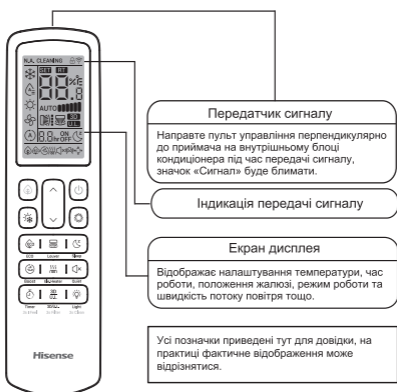 Передатчик сигналу
Направте пульт управління перпендикулярно
до приймача на внутрішньому блоці
кондиціонера під час передачі сигналу,
значок «Сигнал» буде блимати.
Індикація передачі сигналу
Екран дисплея
Відображає налаштування температури, час
роботи, положення жалюзі, режим роботи та
швидкість потоку повітря тощо.
Усі позначки приведені тут для довідки, на
практиці фактичне відображення може
відрізнятися.
CLEANING
SET
AUTO
ON
OFF
ECO
Sleep
Quiet
Timer
Light
Hisense